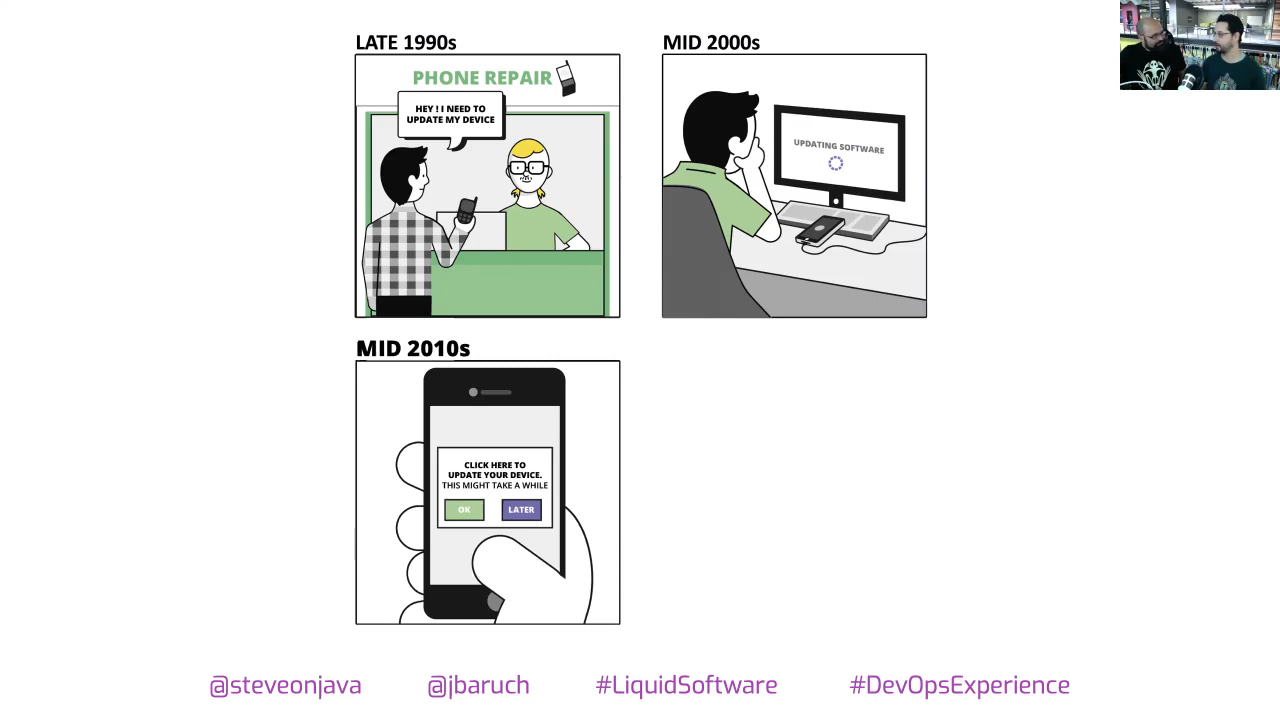 LATE 1990s
PHONE REPAIR
HEY ! I NEED TO
UPDATE MY DEVICE
MID 2000s
UPDATING SOFTWARE
MID 2010s
CLICK HERE TO
UPDATE YOUR DEVICE.
THIS MIGHT TAKE A WHILE
OK
LATER
@steveonjava
@jbaruch
#LiquidSoftware
#DevOpsExperience